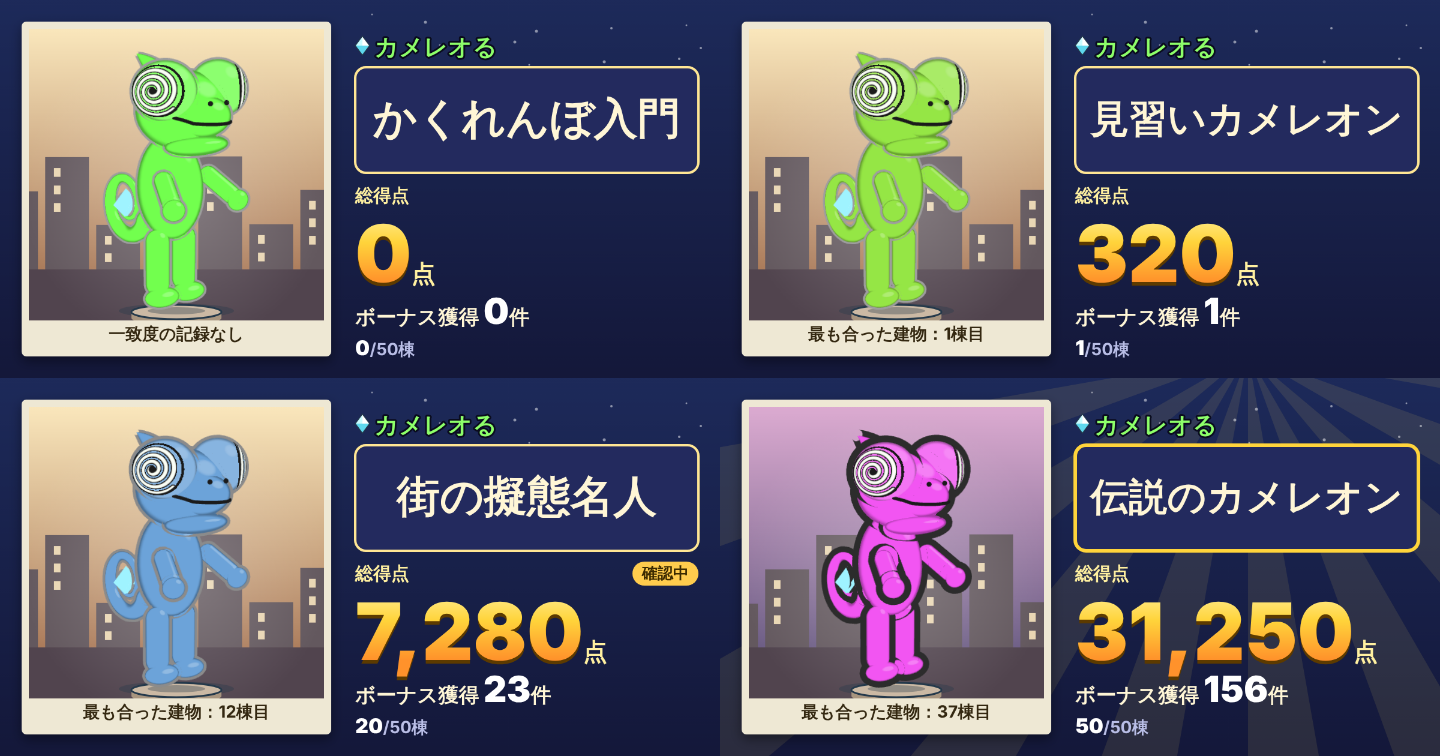 カメレオる
かくれんぼ入門
総得点
0点
ボーナス獲得 0件
0/50棟
一致度の記録なし
カメレオる
見習いカメレオン
総得点
320点
ボーナス獲得 1件
1/50棟
最も合った建物：1棟目
カメレオる
街の擬態名人
総得点
確認中
7,280点
ボーナス獲得 23件
20/50棟
最も合った建物：12棟目
カメレオる
伝説のカメレオン
総得点
31,250点
ボーナス獲得 156件
50/50棟
最も合った建物：37棟目